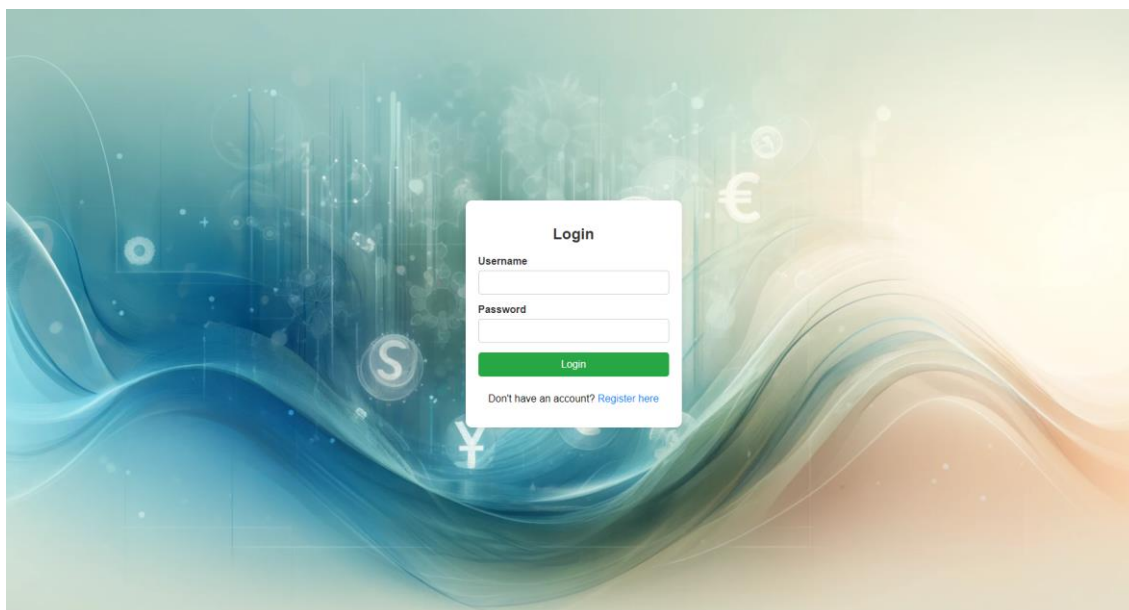 €
Login
Username
Password
Login
S
Don't have an account? Register here
¥